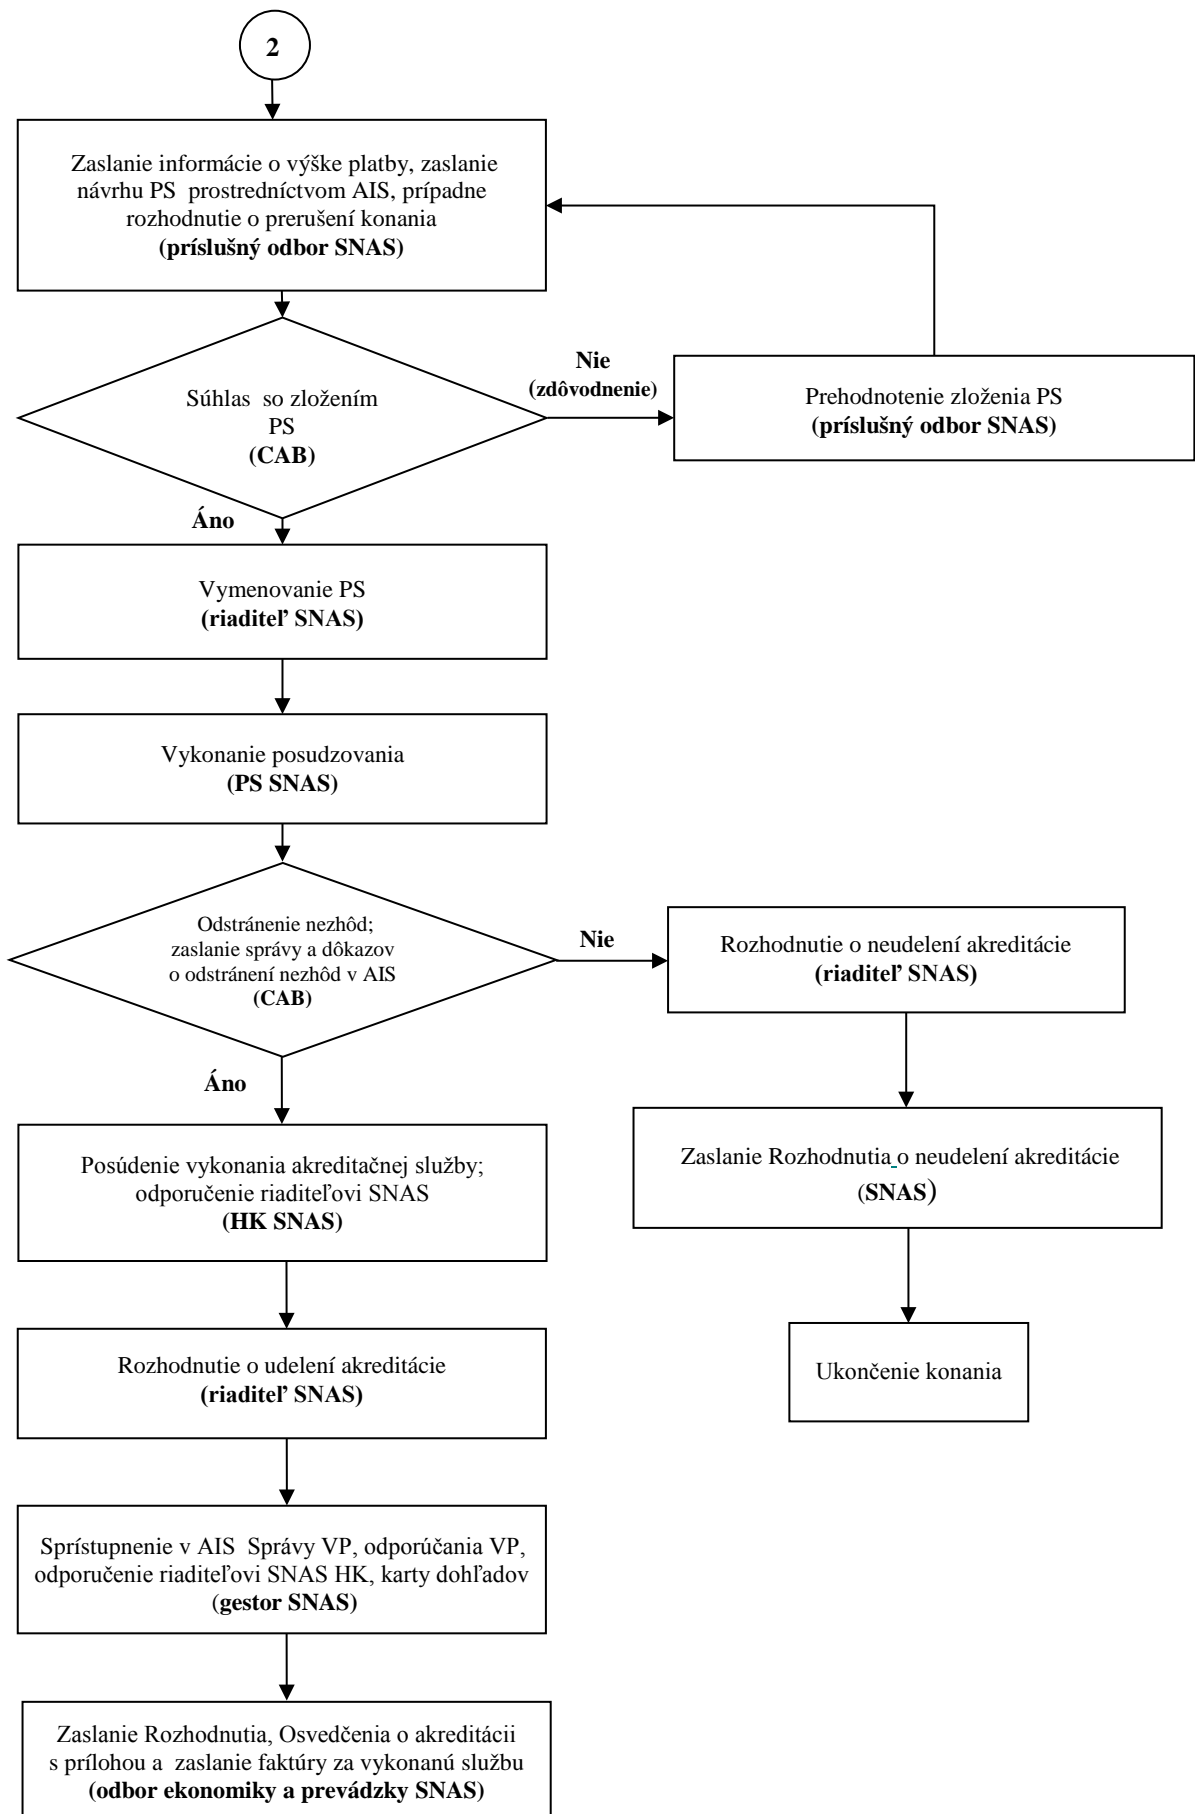 2
Zaslanie informácie o výške platby, zaslanie
návrhu PS prostredníctvom AIS, prípadne
rozhodnutie o prerušení konania
(príslušný odbor SNAS)
Súhlas so zložením
PS
(CAB)
Nie
(zdôvodnenie)
Prehodnotenie zloženia PS
(príslušný odbor SNAS)
Áno
Vymenovanie PS
(riaditeľ SNAS)
Vykonanie posudzovania
(PS SNAS)
Odstránenie nezhôd;
zaslanie správy a dôkazov
o odstránení nezhôd v AIS
(CAB)
Nie
Rozhodnutie o neudelení akreditácie
(riaditeľ SNAS)
Áno
Zaslanie Rozhodnutia o neudelení akreditácie
(SNAS)
Posúdenie vykonania akreditačnej služby;
odporučenie riaditeľovi SNAS
(HK SNAS)
Ukončenie konania
Rozhodnutie o udelení akreditácie
(riaditeľ SNAS)
Sprístupnenie v AIS Správy VP, odporúčania VP,
odporučenie riaditeľovi SNAS HK, karty dohľadov
(gestor SNAS)
Zaslanie Rozhodnutia, Osvedčenia o akreditácii
s prílohou a zaslanie faktúry za vykonanú službu
(odbor ekonomiky a prevádzky SNAS)